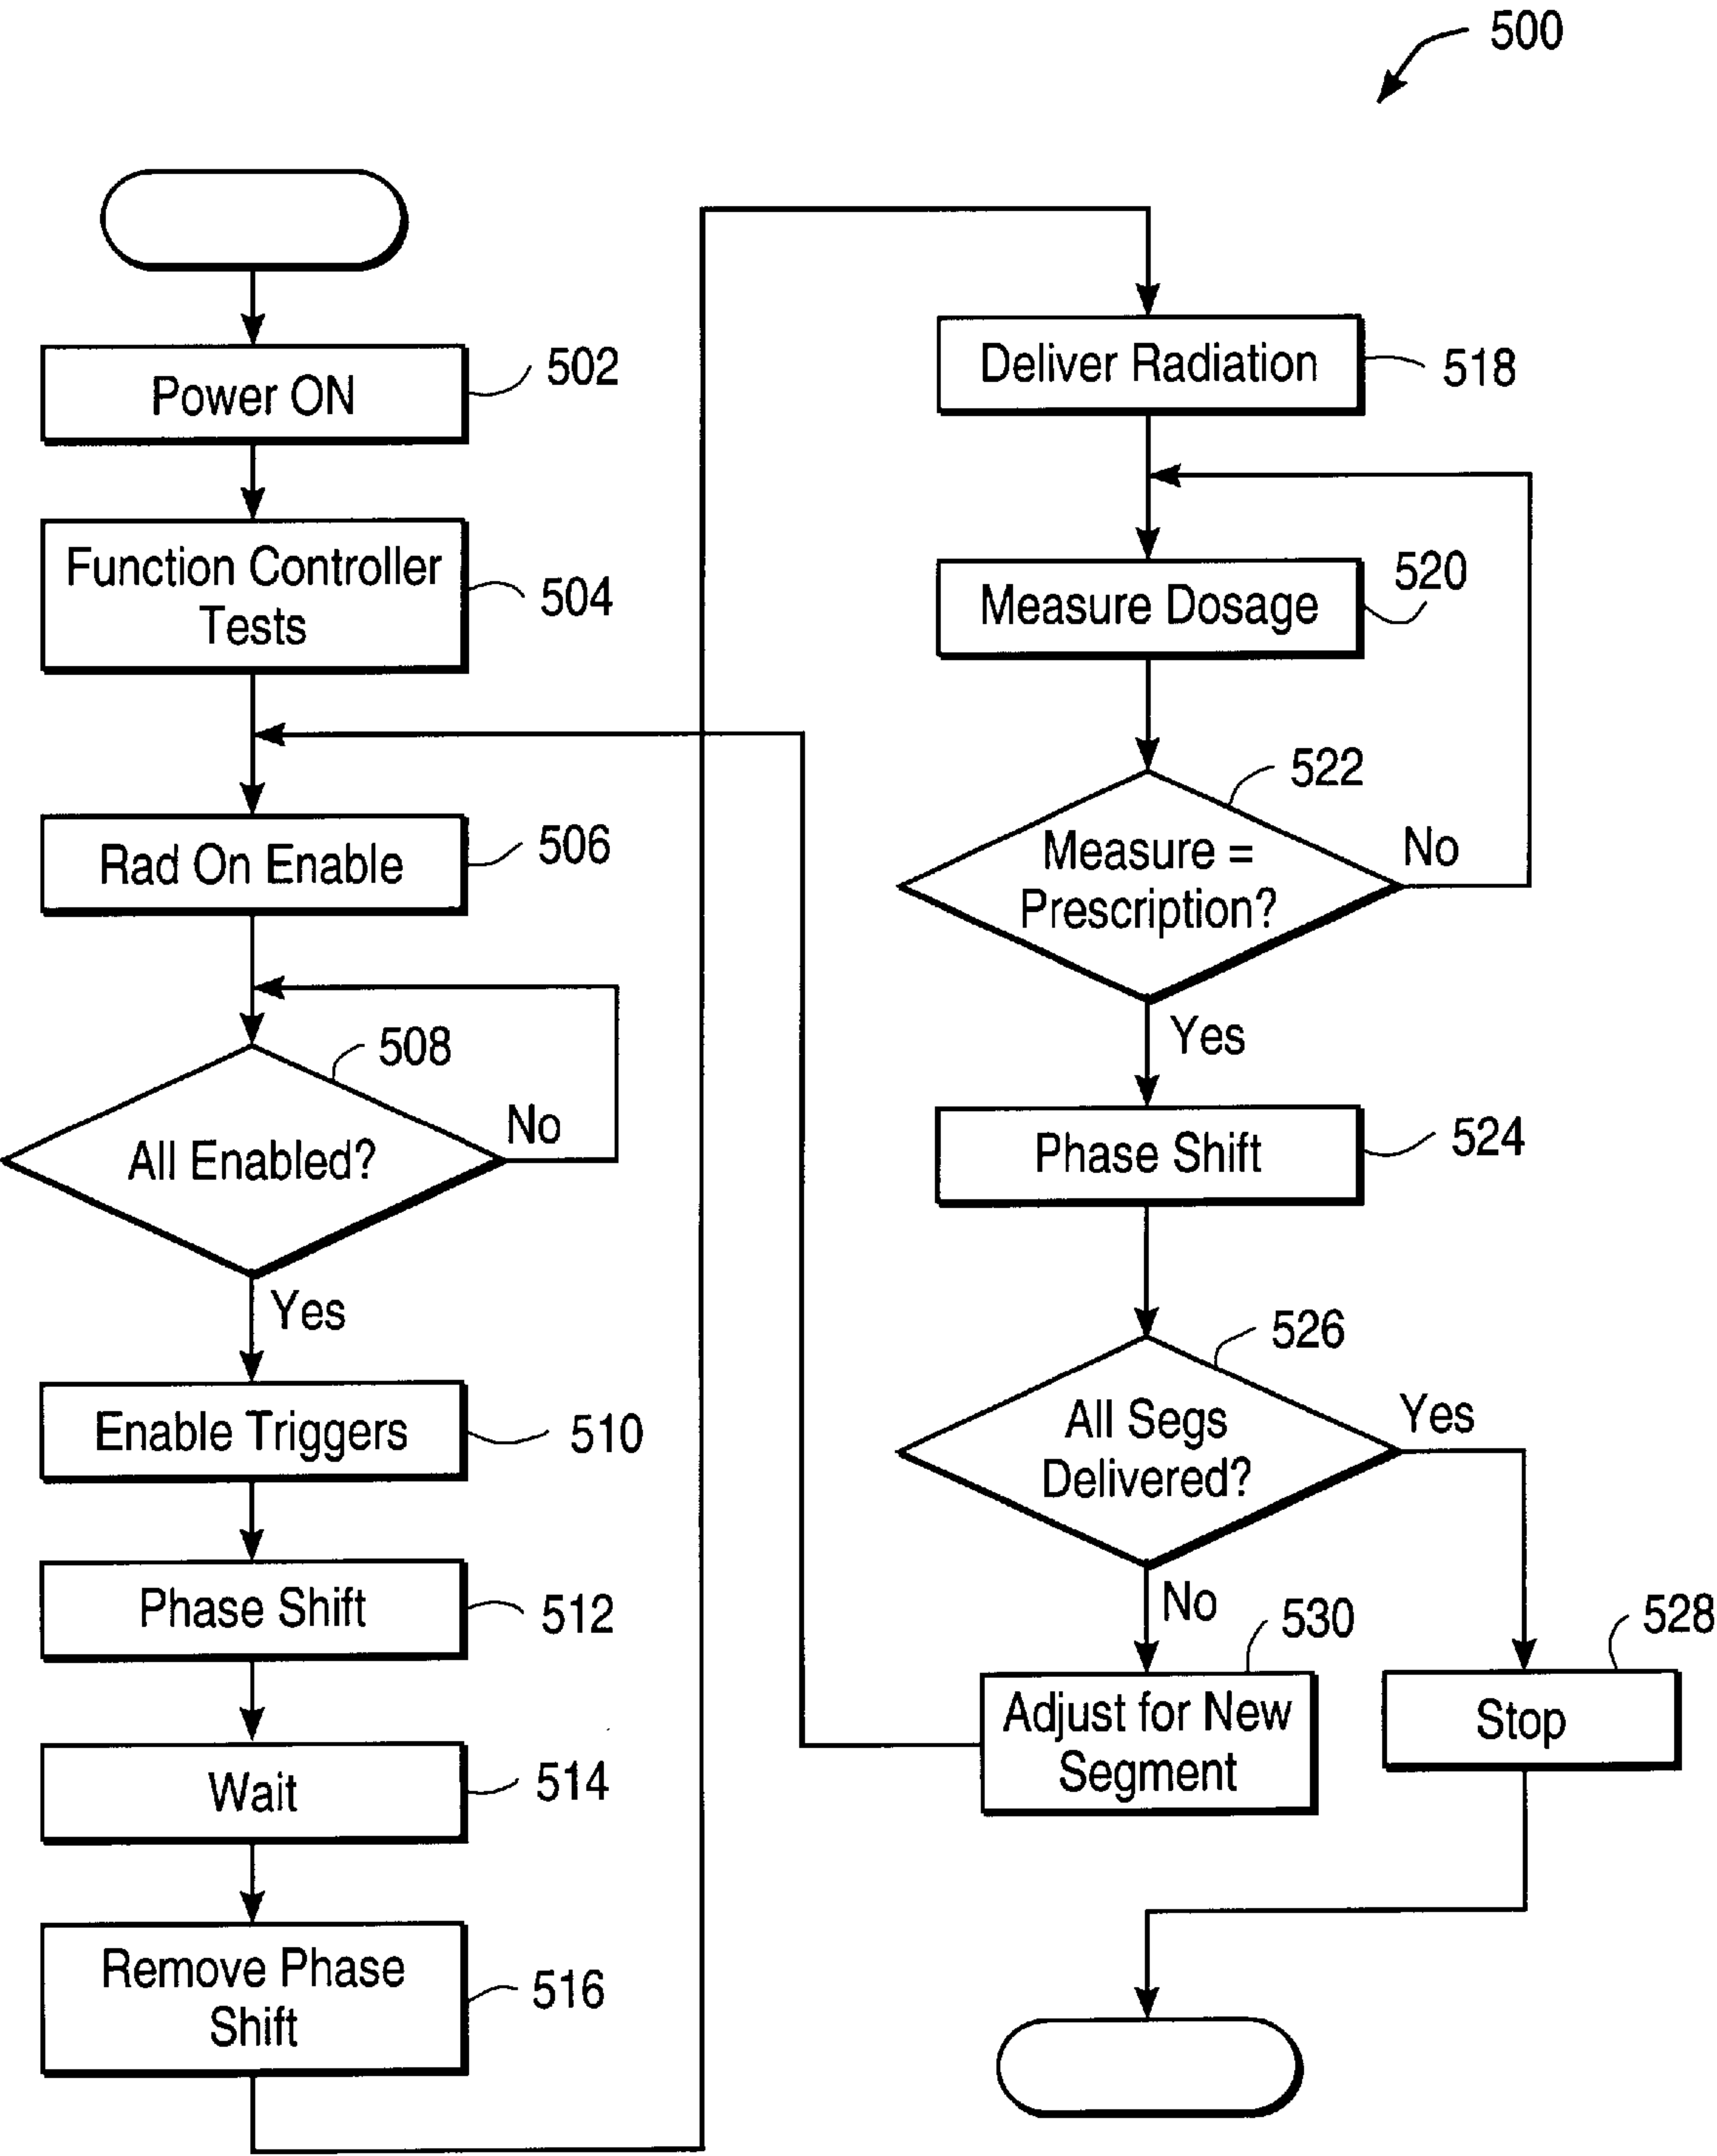 500
Power ON
502
Function Controller
Tests
504
Rad On Enable
506
508
All Enabled?
No
Yes
Enable Triggers
510
Phase Shift
512
Wait
514
Remove Phase
Shift
516
Deliver Radiation
518
Measure Dosage
520
522
Measure =
Prescription?
No
Yes
Phase Shift
524
526
All Segs
Delivered?
Yes
No
530
Adjust for New
Segment
528
Stop